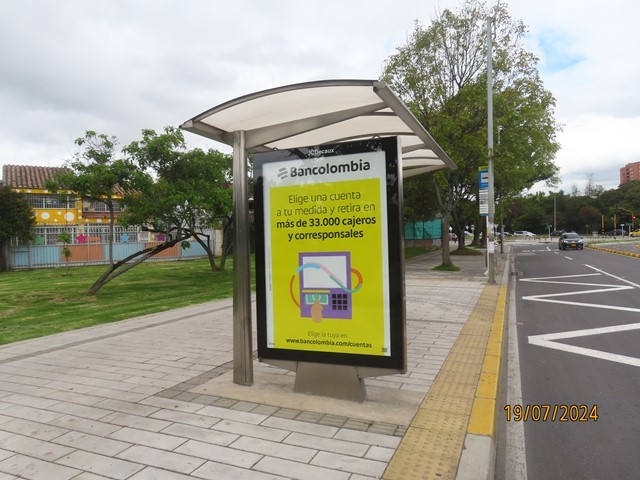 JCDecaux
Bancolombia
Elige una cuenta
a tu medida y retira en
más de 33.000 cajeros
y corresponsales
Elige la tuya en
www.bancolombia.com/cuentas
19/07/2024